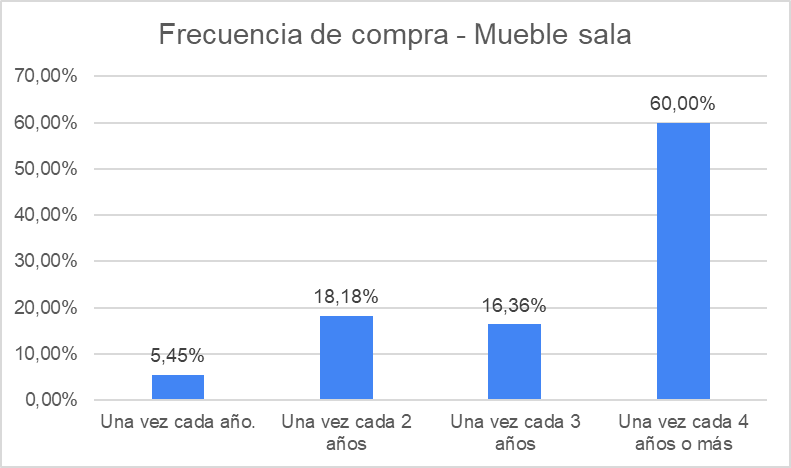 Frecuencia de compra - Mueble sala
70,00%
60,00%
50,00%
40,00%
30,00%
20,00%
10,00%
0,00%
5,45%
18,18%
16,36%
60,00%
Una vez cada año.
Una vez cada 2
años
Una vez cada 3
años
Una vez cada 4
años o más